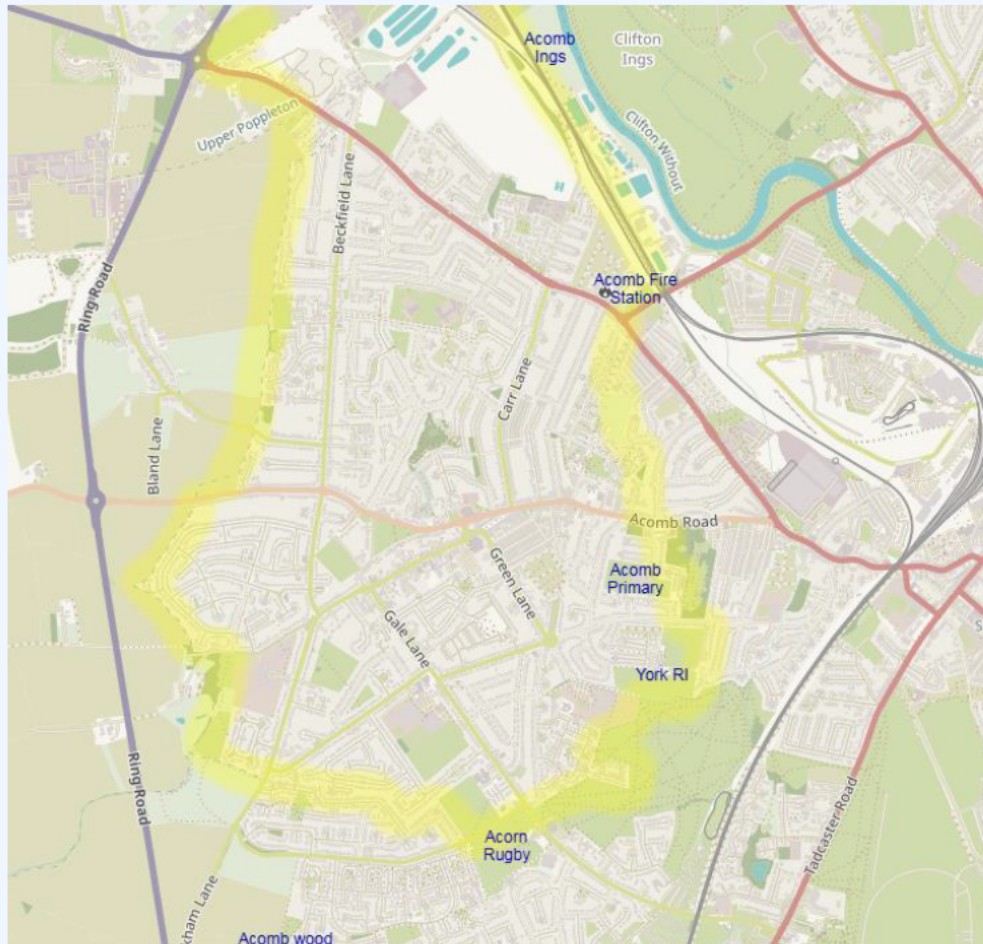 Acomb
Ings
Clifton
Ings
Upper Poppleton
Clifton Without
Beckfield Lane
Ring Road
Acomb Fire
Station
Carr Lane
Bland Lane
Acomb Road
Green Lane
Acomb
Primary
Gale Lane
York RI
Ring Road
Tadcaster Road
Acorn
Rugby
xham Lane
Acomb wood